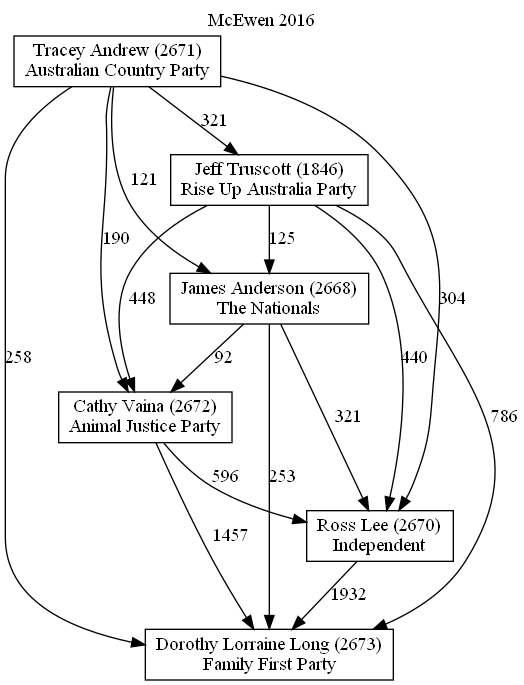 McEwen 2016
Tracey Andrew (2671)
Australian Country Party
321
Jeff Truscott (1846)
Rise Up Australia Party
121
190
125
448
304
440
258
786
James Anderson (2668)
The Nationals
92
Cathy Vaina (2672)
Animal Justice Party
321
596
253
1457
Ross Lee (2670)
Independent
1932
Dorothy Lorraine Long (2673)
Family First Party